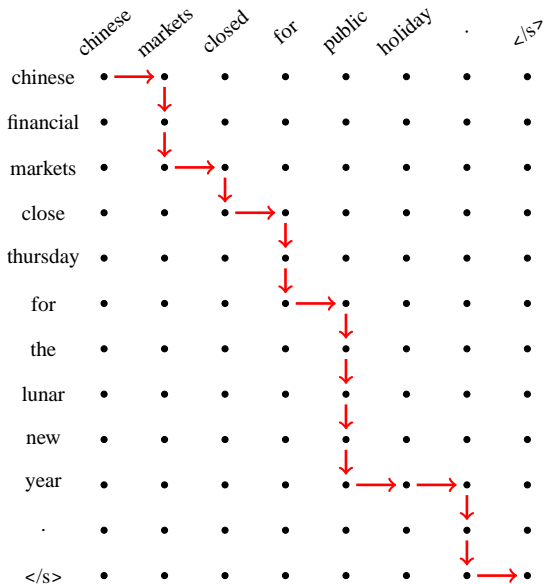 chinese markets closed for public holiday . </s>
chinese
financial
markets
close
thursday
for
the
lunar
new
year
.
</s>